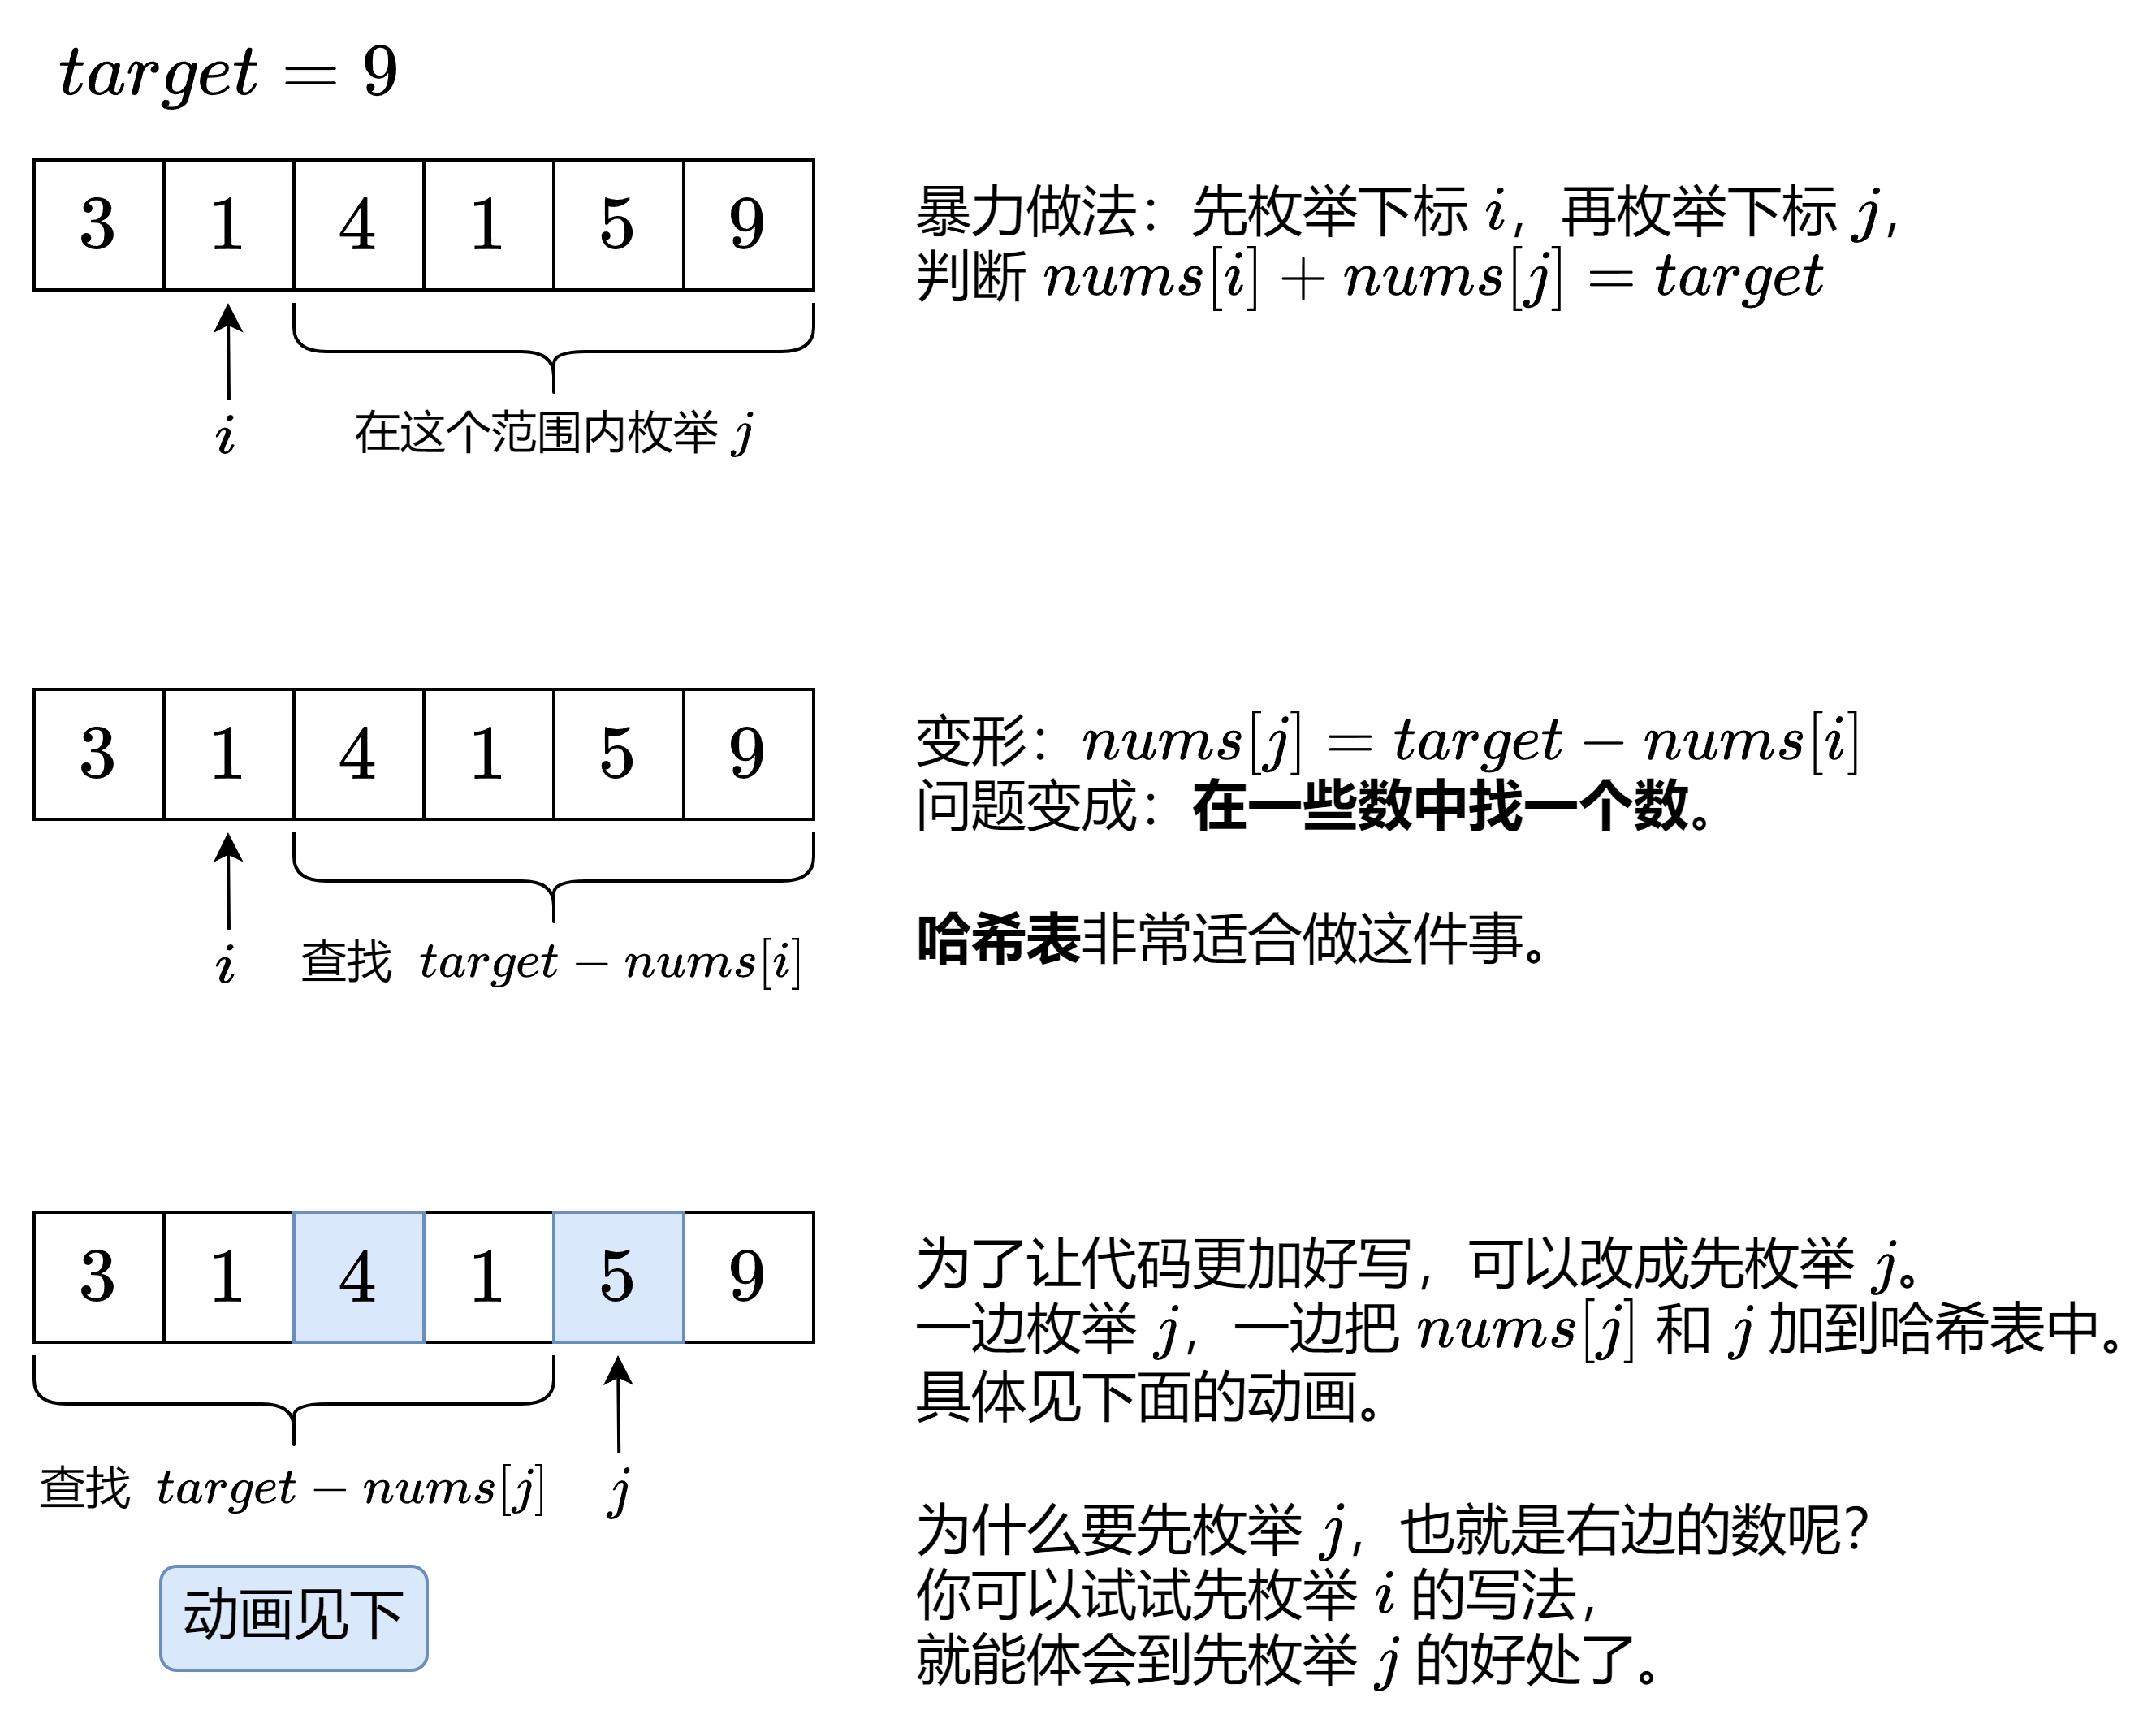 target = 9
3 1 4 1 5 9
i
在这个范围内枚举 j
暴力做法：先枚举下标 i，再枚举下标 j，
判断 nums[i] + nums[j] = target
3 1 4 1 5 9
i
查找 target − nums[i]
变形：nums[j] = target − nums[i]
问题变成：在一些数中找一个数。
哈希表非常适合做这件事。
3 1 4 1 5 9
查找 target − nums[j]
j
动画见下
为了让代码更加好写，可以改成先枚举 j。
一边枚举 j，一边把 nums[j] 和 j 加到哈希表中。
具体见下面的动画。
为什么要先枚举 j，也就是右边的数呢？
你可以试试先枚举 i 的写法，
就能体会到先枚举 j 的好处了。